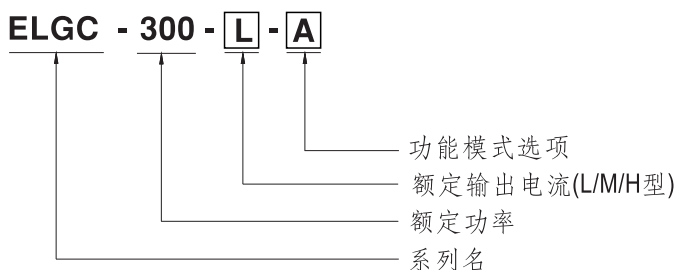 ELGC - 300 - L - A
功能模式选项
额定输出电流(L/M/H型)
额定功率
系列名